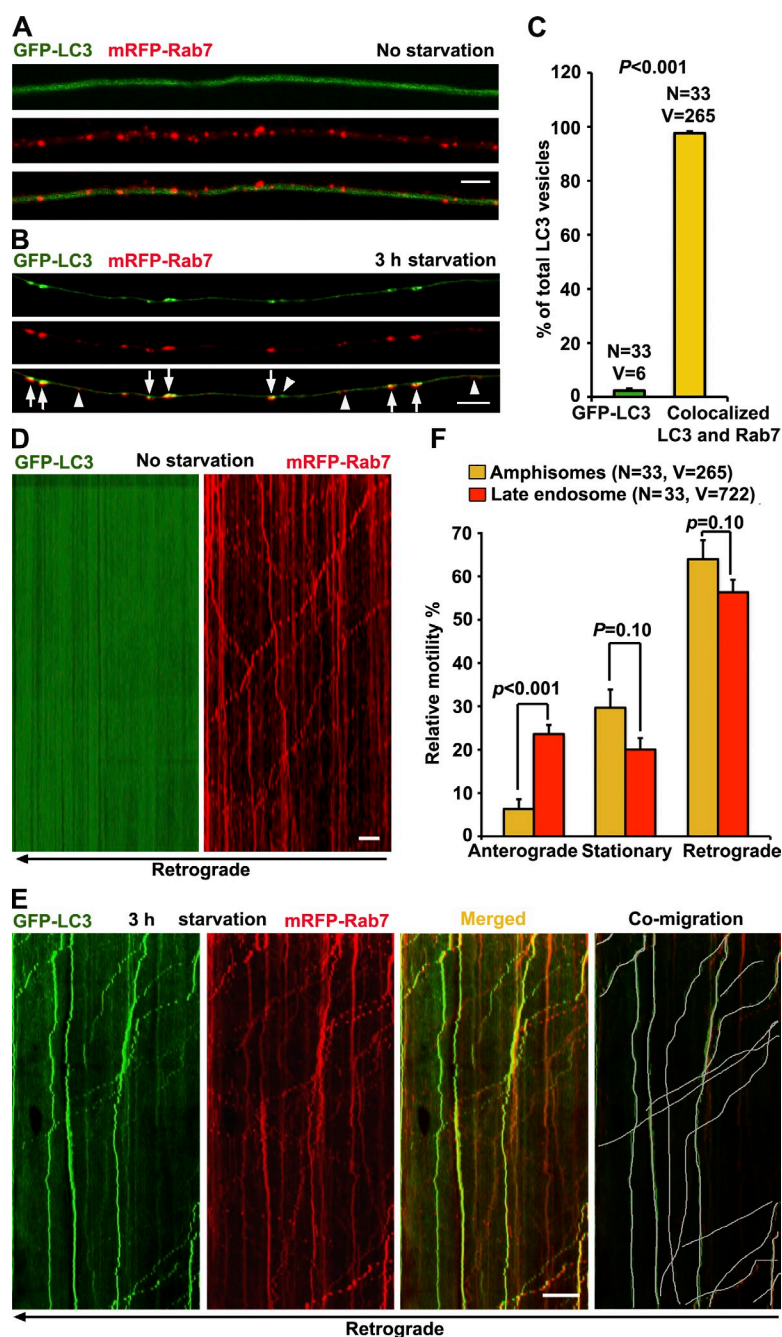 A
GFP-LC3 mRFP-Rab7 No starvation
B
GFP-LC3 mRFP-Rab7 3 h starvation
C
P<0.001
N=33
V=265
120
100
80
60
40
20
0
% of total LC3 vesicles
N=33
V=6
GFP-LC3 Colocalized
LC3 and Rab7
D
GFP-LC3 No starvation mRFP-Rab7
Retrograde
F
Amphisomes (N=33, V=265)
Late endosome (N=33, V=722)
70
60
50
40
30
20
10
0
Relative motility %
p<0.001
P=0.10
p=0.10
Anterograde Stationary Retrograde
E
GFP-LC3 3 h starvation mRFP-Rab7 Merged Co-migration
Retrograde